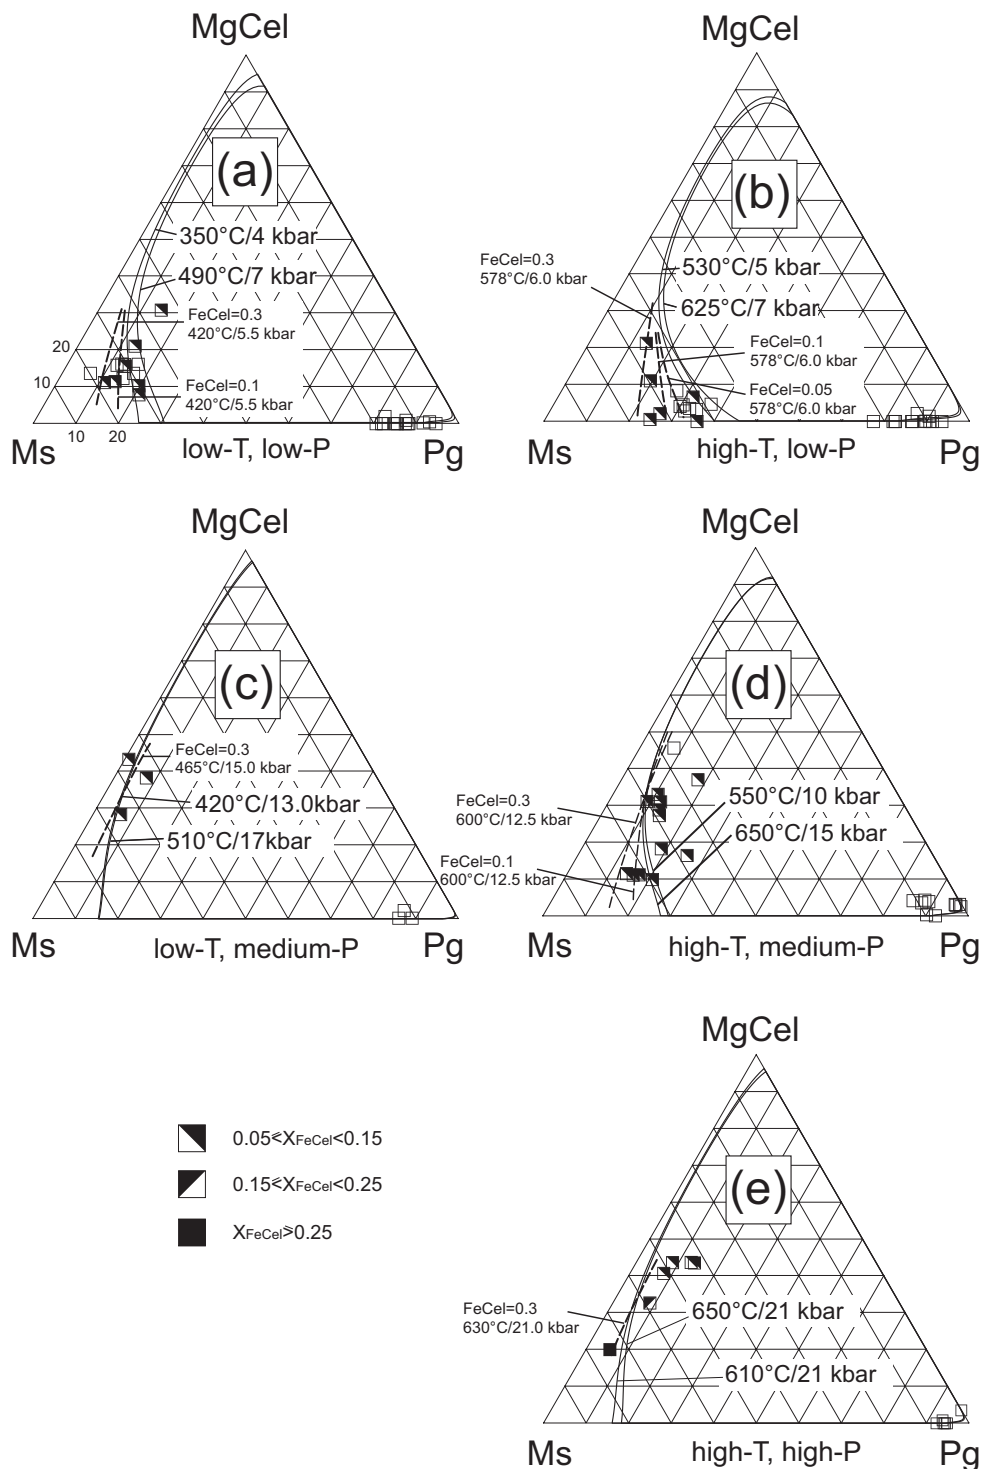 MgCel
(a)
350°C/4 kbar
490°C/7 kbar
FeCel=0.3
420°C/5.5 kbar
FeCel=0.1
420°C/5.5 kbar
20
10
Ms
10
20
low-T, low-P
Pg
MgCel
(b)
FeCel=0.3
578°C/6.0 kbar
530°C/5 kbar
625°C/7 kbar
FeCel=0.1
578°C/6.0 kbar
FeCel=0.05
578°C/6.0 kbar
Ms
high-T, low-P
Pg
MgCel
(c)
FeCel=0.3
465°C/15.0 kbar
420°C/13.0kbar
510°C/17kbar
Ms
low-T, medium-P
Pg
MgCel
(d)
FeCel=0.3
600°C/12.5 kbar
550°C/10 kbar
650°C/15 kbar
FeCel=0.1
600°C/12.5 kbar
Ms
high-T, medium-P
Pg
0.05≤XFeCel<0.15
0.15≤XFeCel<0.25
XFeCel≥0.25
MgCel
(e)
FeCel=0.3
630°C/21.0 kbar
650°C/21 kbar
610°C/21 kbar
Ms
high-T, high-P
Pg